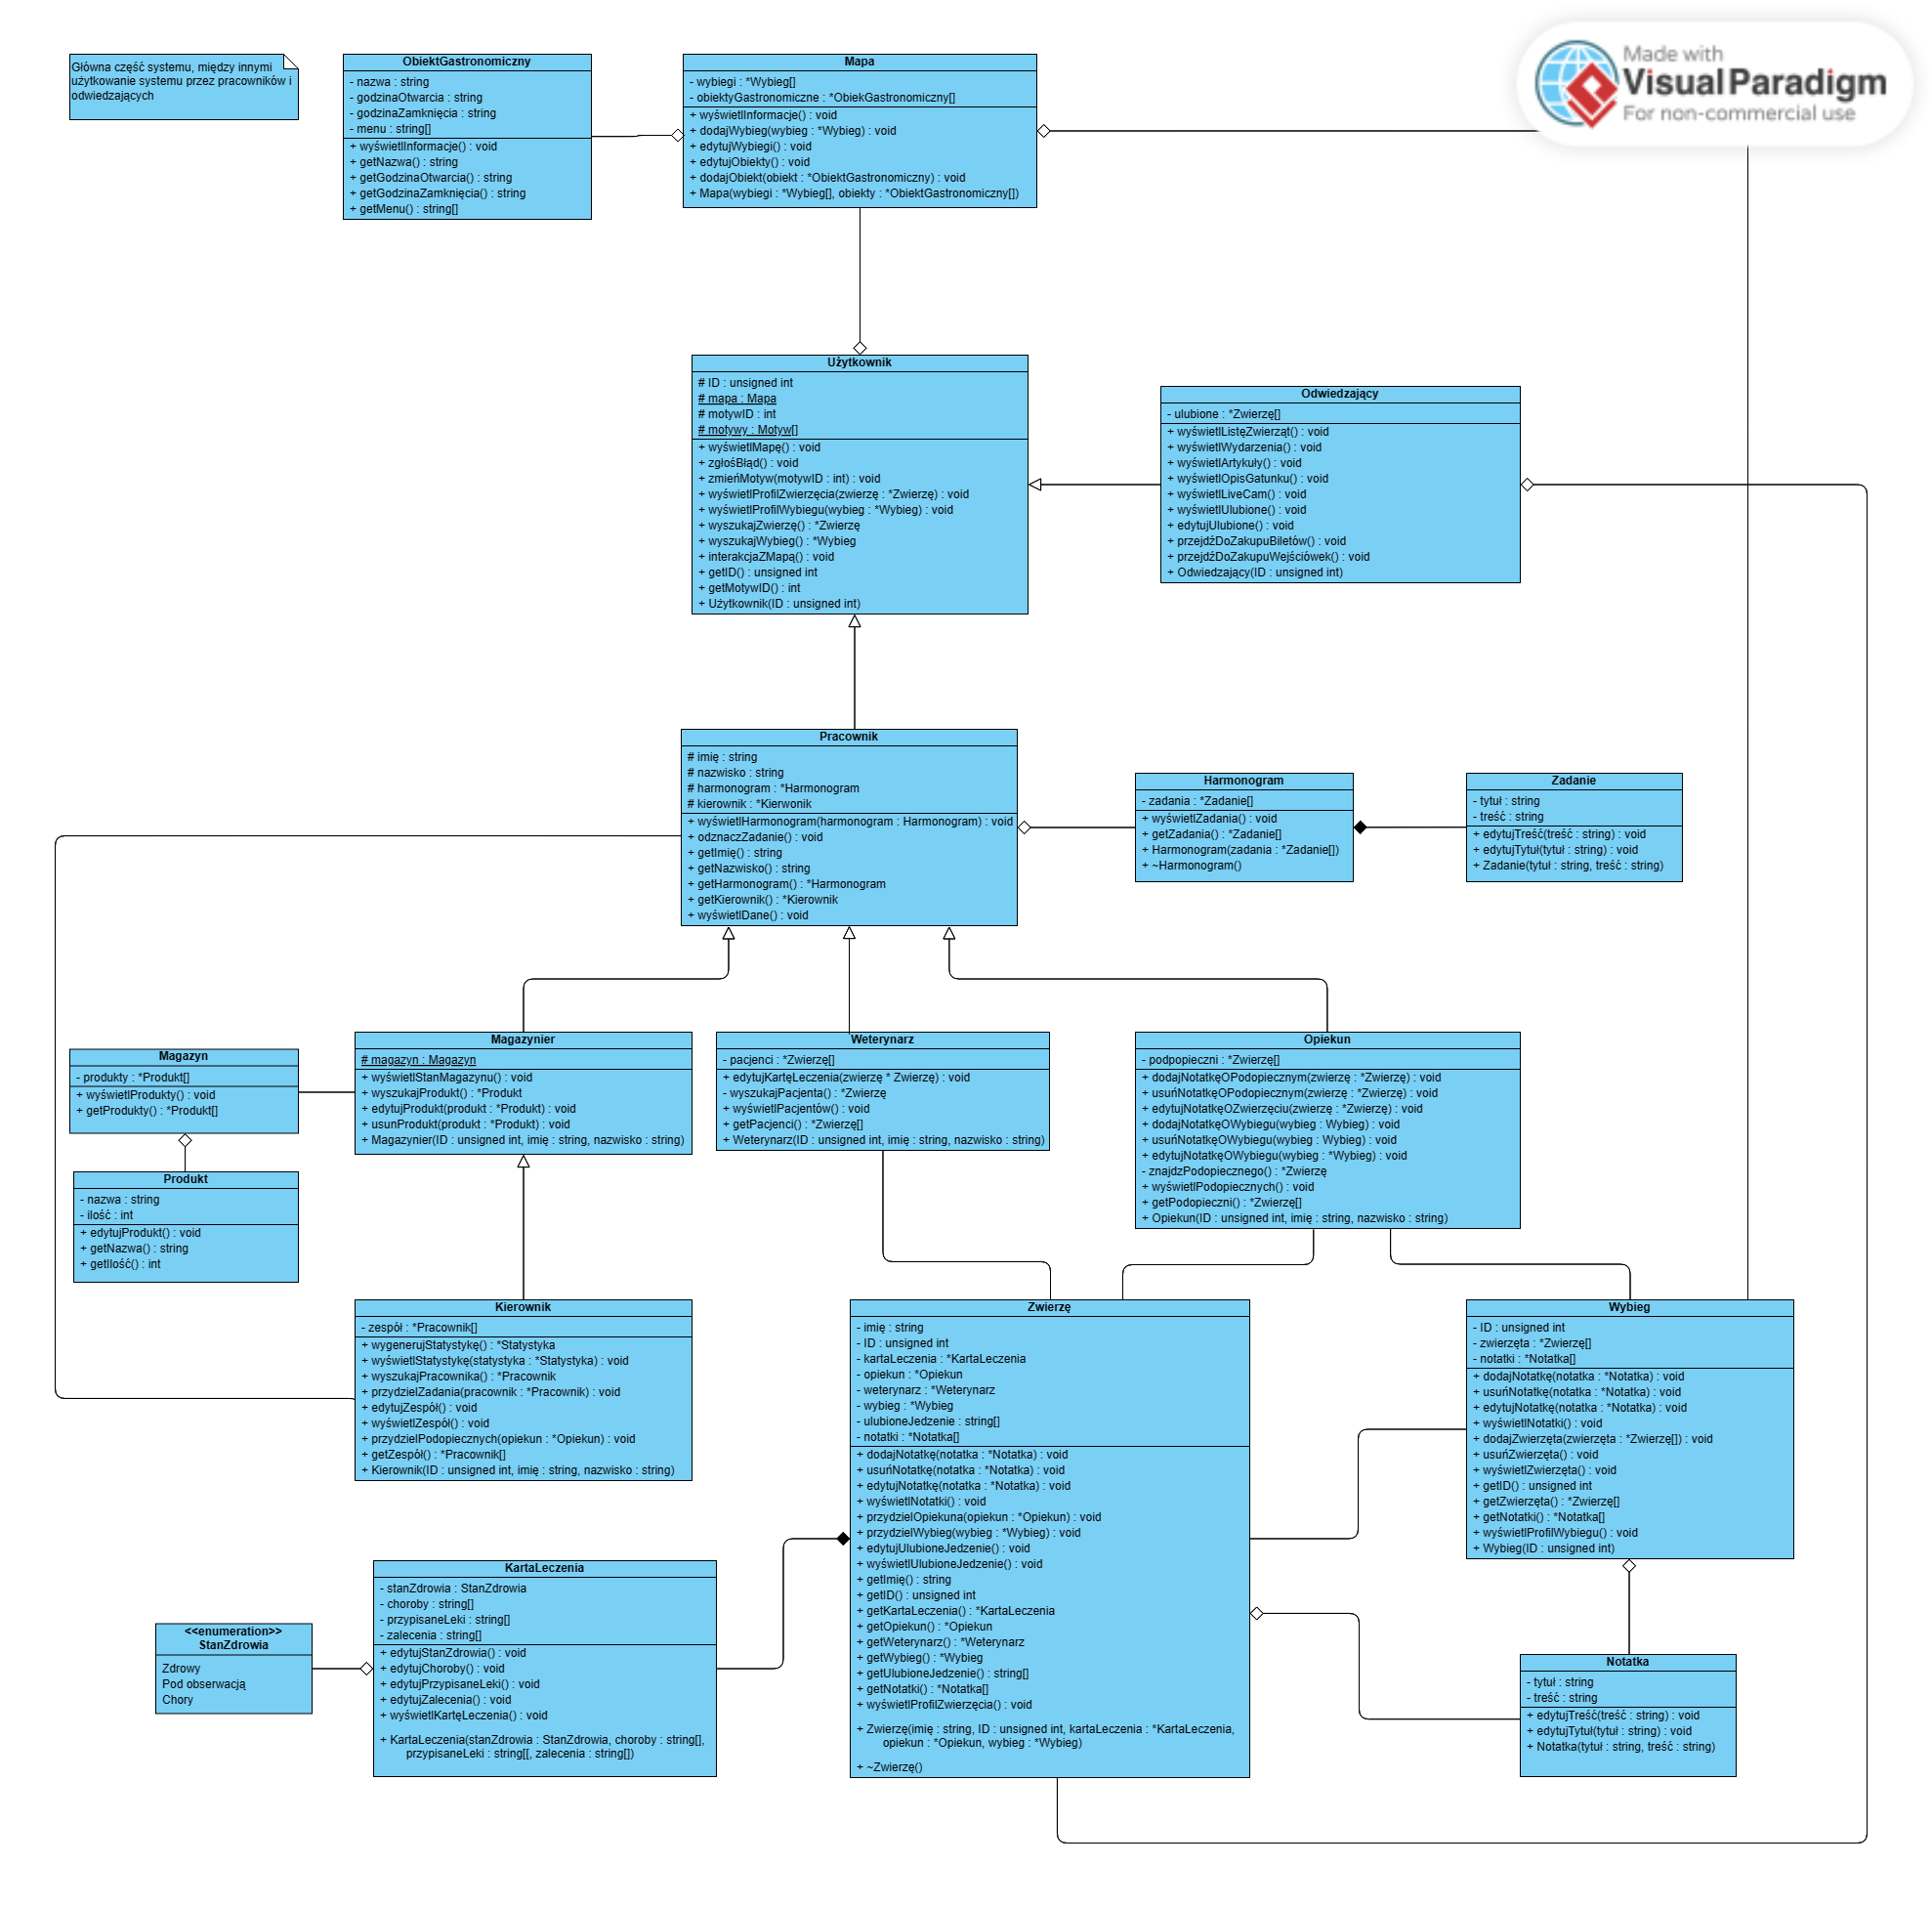 Główna część systemu, między innymi
użytkowanie systemu przez pracowników i
odwiedzających
ObiektGastronomiczny
- nazwa : string
- godzinaOtwarcia : string
- godzinaZamknięcia : string
- menu : string[]
+ wyświetlInformacje() : void
+ getNazwa() : string
+ getGodzinaOtwarcia() : string
+ getGodzinaZamknięcia() : string
+ getMenu() : string[]
Mapa
- wybiegi : *Wybieg[]
- obiektyGastronomiczne : *ObiekGastronomiczny[]
+ wyświetlInformacje() : void
+ dodajWybieg(wybieg : *Wybieg) : void
+ edytujWybiegi() : void
+ edytujObiekty() : void
+ dodajObiekt(obiekt : *ObiektGastronomiczny) : void
+ Mapa(wybiegi : *Wybieg[], obiekty : *ObiektGastronomiczny[])
Made with
Visual Paradigm
For non-commercial use
Użytkownik
# ID : unsigned int
# mapa : Mapa
# motywID : int
# motywy : Motyw[]
+ wyświetlMapę() : void
+ zgłośBłąd() : void
+ zmieńMotyw(motywID : int) : void
+ wyświetlProfilZwierzęcia(zwierzę : *Zwierzę) : void
+ wyświetlProfilWybiegu(wybieg : *Wybieg) : void
+ wyszukajZwierzę() : *Zwierzę
+ wyszukajWybieg() : *Wybieg
+ interakcjaZMapą() : void
+ getID() : unsigned int
+ getMotywID() : int
+ Użytkownik(ID : unsigned int)
Odwiedzający
- ulubione : *Zwierzę[]
+ wyświetlListęZwierząt() : void
+ wyświetlWydarzenia() : void
+ wyświetlArtykuły() : void
+ wyświetlOpisGatunku() : void
+ wyświetlLiveCam() : void
+ wyświetlUlubione() : void
+ edytujUlubione() : void
+ przejdźDoZakupuBiletów() : void
+ przejdźDoZakupuWejściówek() : void
+ Odwiedzający(ID : unsigned int)
Pracownik
# imię : string
# nazwisko : string
# harmonogram : *Harmonogram
# kierownik : *Kierwonik
+ wyświetlHarmonogram(harmonogram : Harmonogram) : void
+ odznaczZadanie() : void
+ getImię() : string
+ getNazwisko() : string
+ getHarmonogram() : *Harmonogram
+ getKierownik() : *Kierownik
+ wyświetlDane() : void
Harmonogram
- zadania : *Zadanie[]
+ wyświetlZadania() : void
+ getZadania() : *Zadanie[]
+ Harmonogram(zadania : *Zadanie[])
+ ~Harmonogram()
Zadanie
- tytuł : string
- treść : string
+ edytujTreść(treść : string) : void
+ edytujTytuł(tytuł : string) : void
+ Zadanie(tytuł : string, treść : string)
Magazyn
- produkty : *Produkt[]
+ wyświetlProdukty() : void
+ getProdukty() : *Produkt[]
Magazynier
# magazyn : Magazyn
+ wyświetlStanMagazynu() : void
+ wyszukajProdukt() : *Produkt
+ edytujProdukt(produkt : *Produkt) : void
+ usunProdukt(produkt : *Produkt) : void
+ Magazynier(ID : unsigned int, imię : string, nazwisko : string)
Weterynarz
- pacjenci : *Zwierzę[]
+ edytujKartęLeczenia(zwierzę * Zwierzę) : void
- wyszukajPacjenta() : *Zwierzę
+ wyświetlPacjentów() : void
+ getPacjenci() : *Zwierzę[]
+ Weterynarz(ID : unsigned int, imię : string, nazwisko : string)
Opiekun
- podpopieczni : *Zwierzę[]
+ dodajNotatkęOPodopiecznym(zwierzę : *Zwierzę) : void
+ usuńNotatkęOPodopiecznym(zwierzę : *Zwierzę) : void
+ edytujNotatkęOZwierzęciu(zwierzę : *Zwierzę) : void
+ dodajNotatkęOWybiegu(wybieg : Wybieg) : void
+ usuńNotatkęOWybiegu(wybieg : Wybieg) : void
+ edytujNotatkęOWybiegu(wybieg : *Wybieg) : void
- znajdzPodopiecznego() : *Zwierzę
+ wyświetlPodopiecznych() : void
+ getPodopieczni() : *Zwierzę[]
+ Opiekun(ID : unsigned int, imię : string, nazwisko : string)
Produkt
- nazwa : string
- ilość : int
+ edytujProdukt() : void
+ getNazwa() : string
+ getIlość() : int
Kierownik
- zespół : *Pracownik[]
+ wygenerujStatystykę() : *Statystyka
+ wyświetlStatystykę(statystyka : *Statystyka) : void
+ wyszukajPracownika() : *Pracownik
+ przydzielZadania(pracownik : *Pracownik) : void
+ edytujZespół() : void
+ wyświetlZespół() : void
+ przydzielPodopiecznych(opiekun : *Opiekun) : void
+ getZespół() : *Pracownik[]
+ Kierownik(ID : unsigned int, imię : string, nazwisko : string)
Zwierzę
- imię : string
- ID : unsigned int
- kartaLeczenia : *KartaLeczenia
- opiekun : *Opiekun
- weterynarz : *Weterynarz
- wybieg : *Wybieg
- ulubioneJedzenie : string[]
- notatki : *Notatka[]
+ dodajNotatkę(notatka : *Notatka) : void
+ usuńNotatkę(notatka : *Notatka) : void
+ edytujNotatkę(notatka : *Notatka) : void
+ wyświetlNotatki() : void
+ przydzielOpiekuna(opiekun : *Opiekun) : void
+ przydzielWybieg(wybieg : *Wybieg) : void
+ edytujUlubioneJedzenie() : void
+ wyświetlUlubioneJedzenie() : void
+ getImię() : string
+ getID() : unsigned int
+ getKartaLeczenia() : *KartaLeczenia
+ getOpiekun() : *Opiekun
+ getWeterynarz() : *Weterynarz
+ getWybieg() : *Wybieg
+ getUlubioneJedzenie() : string[]
+ getNotatki() : *Notatka[]
+ wyświetlProfilZwierzęcia() : void
+ Zwierzę(imię : string, ID : unsigned int, kartaLeczenia : *KartaLeczenia,
opiekun : *Opiekun, wybieg : *Wybieg)
+ ~Zwierzę()
Wybieg
- ID : unsigned int
- zwierzęta : *Zwierzę[]
- notatki : *Notatka[]
+ dodajNotatkę(notatka : *Notatka) : void
+ usuńNotatkę(notatka : *Notatka) : void
+ edytujNotatkę(notatka : *Notatka) : void
+ wyświetlNotatki() : void
+ dodajZwierzęta(zwierzęta : *Zwierzę[]) : void
+ usuńZwierzęta() : void
+ wyświetlZwierzęta() : void
+ getID() : unsigned int
+ getZwierzęta() : *Zwierzę[]
+ getNotatki() : *Notatka[]
+ wyświetlProfilWybiegu() : void
+ Wybieg(ID : unsigned int)
KartaLeczenia
- stanZdrowia : StanZdrowia
- choroby : string[]
- przypisaneLeki : string[]
- zalecenia : string[]
+ edytujStanZdrowia() : void
+ edytujChoroby() : void
+ edytujPrzypisaneLeki() : void
+ edytujZalecenia() : void
+ wyświetlKartęLeczenia() : void
+ KartaLeczenia(stanZdrowia : StanZdrowia, choroby : string[],
przypisaneLeki : string[[, zalecenia : string[])
<<enumeration>>
StanZdrowia
Zdrowy
Pod obserwacją
Chory
Notatka
- tytuł : string
- treść : string
+ edytujTreść(treść : string) : void
+ edytujTytuł(tytuł : string) : void
+ Notatka(tytuł : string, treść : string)